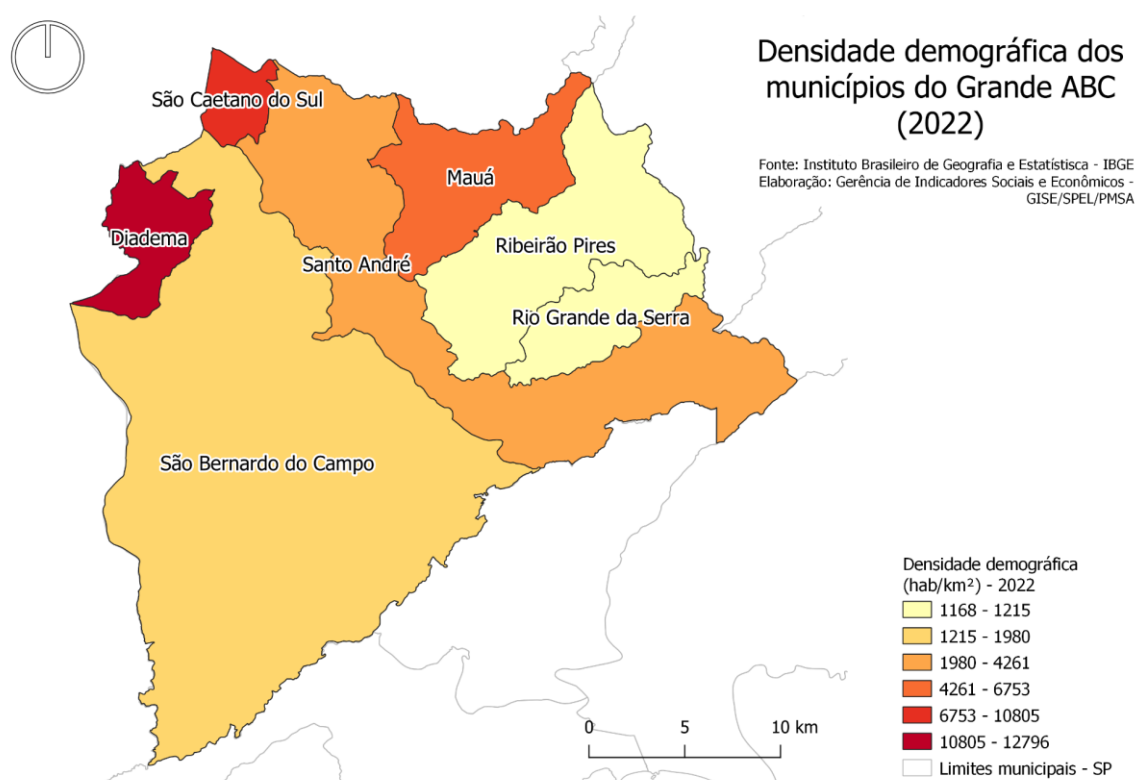 Densidade demográfica dos
municípios do Grande ABC
(2022)
Fonte: Instituto Brasileiro de Geografia e Estatístisca - IBGE
Elaboração: Gerência de Indicadores Sociais e Econômicos -
GISE/SPEL/PMSA
São Caetano do Sul
Mauá
Diadema
Ribeirão Pires
Santo André
Rio Grande da Serra
São Bernardo do Campo
Densidade demográfica
(hab/km²) - 2022
1168 - 1215
1215 - 1980
1980 - 4261
4261 - 6753
6753 - 10805
10805 - 12796
Limites municipais - SP
0 5 10 km